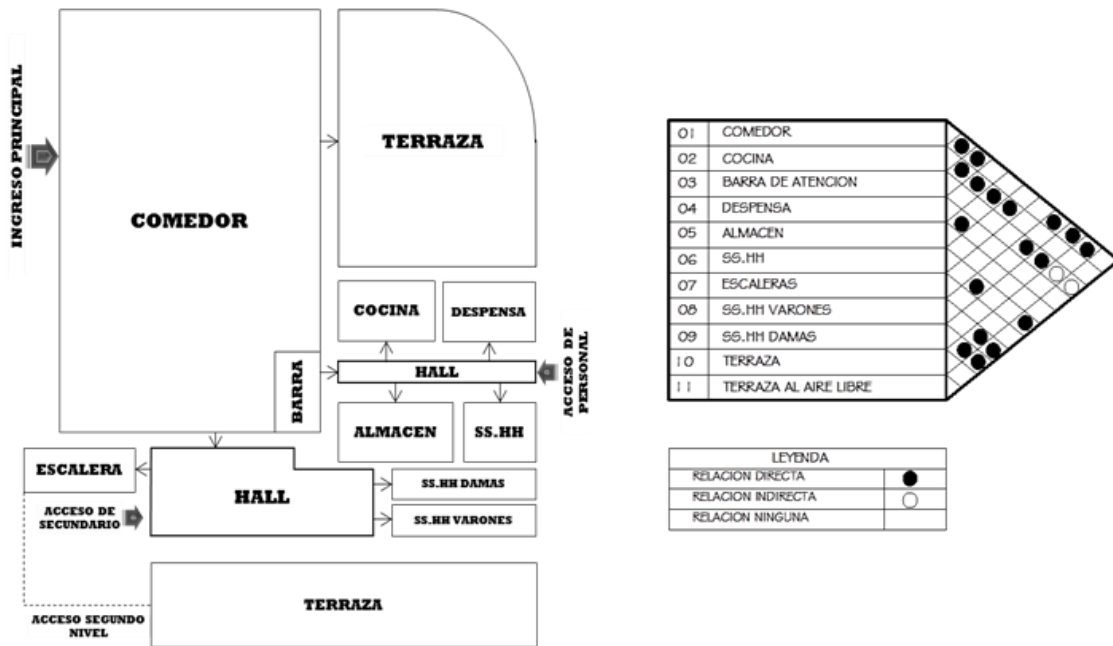 INGRESO PRINCIPAL
COMEDOR
TERRAZA
COCINA
DESPENSA
BARRA
HALL
ACCESO DE
PERSONAL
ALMACEN
SS.HH
ESCALERA
HALL
SS.HH DAMAS
ACCESO DE
SECUNDARIO
SS.HH VARONES
TERRAZA
ACCESO SEGUNDO
NIVEL
01 COMEDOR
02 COCINA
03 BARRA DE ATENCION
04 DESPENSA
05 ALMACEN
06 SS.HH
07 ESCALERAS
08 SS.HH VARONES
09 SS.HH DAMAS
10 TERRAZA
11 TERRAZA AL AIRE LIBRE
LEYENDA
RELACION DIRECTA
RELACION INDIRECTA
RELACION NINGUNA